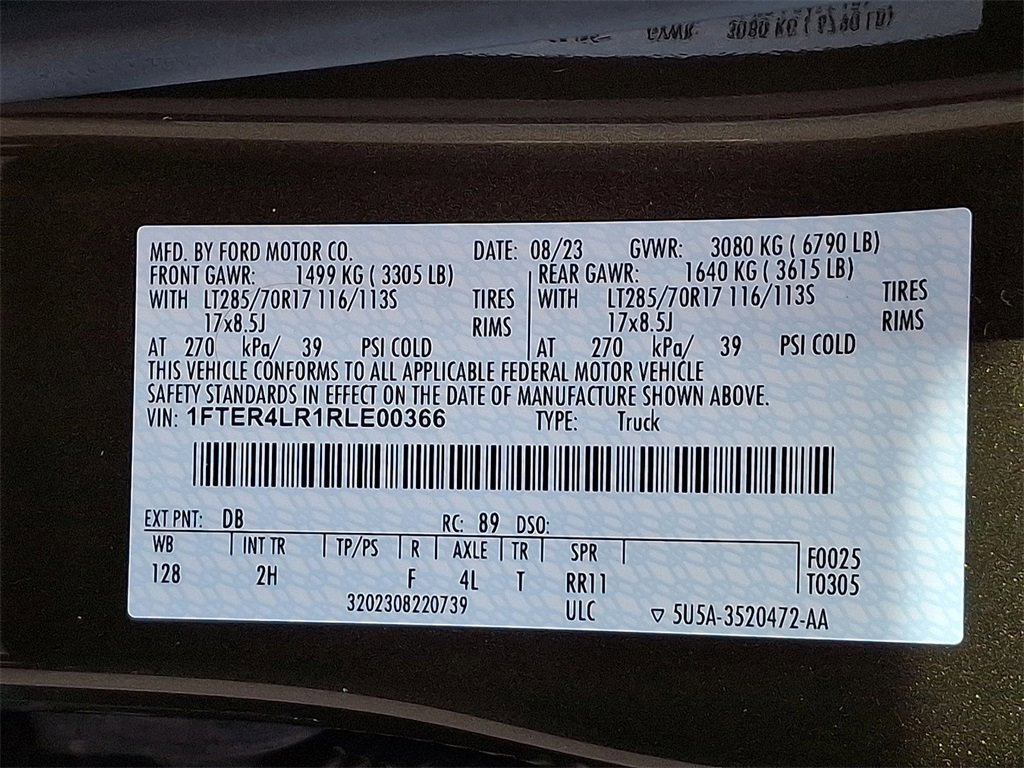 GVWR: 3080 KG ( 6790 LB)
MFD. BY FORD MOTOR CO. DATE: 08/23 GVWR: 3080 KG ( 6790 LB)
FRONT GAWR: 1499 KG ( 3305 LB) REAR GAWR: 1640 KG ( 3615 LB)
WITH LT285/70R17 116/113S TIRES WITH LT285/70R17 116/113S TIRES
17x8.5J RIMS 17x8.5J RIMS
AT 270 kPa/ 39 PSI COLD AT 270 kPa/ 39 PSI COLD
THIS VEHICLE CONFORMS TO ALL APPLICABLE FEDERAL MOTOR VEHICLE
SAFETY STANDARDS IN EFFECT ON THE DATE OF MANUFACTURE SHOWN ABOVE.
VIN: 1FTER4LR1RLE00366 TYPE: Truck
EXT PNT: DB RC: 89 DSO:
WB INT TR TP/PS R AXLE TR SPR F0025
128 2H F 4L T RR11 T0305
3202308220739 ULC ▽ 5U5A-3520472-AA